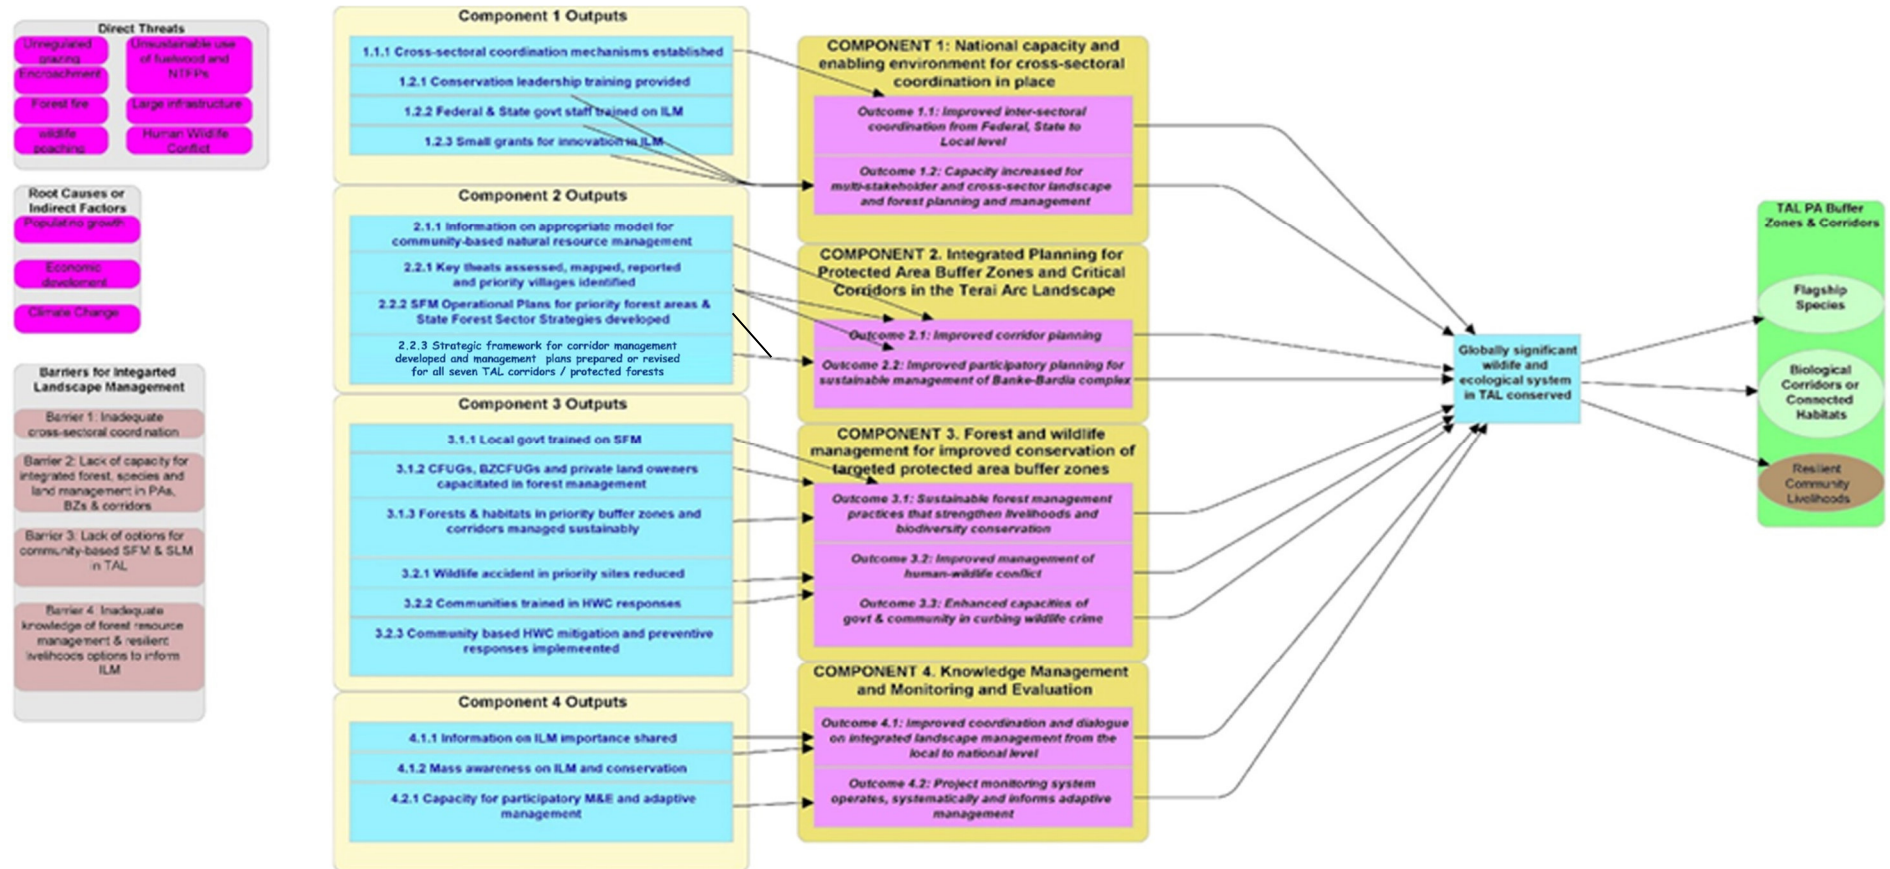 Direct Threats
Unregulated
grazing
Encroachment
Forest fire
wildlife
poaching
Unsustainable use
of fuelwood and
NTFPs
Large infrastructure
Human Wildlife
Conflict
Root Causes or
Indirect Factors
Populatino growth
Economic
develoment
Climate Change
Barriers for Integarted
Landscape Management
Barrier 1: Inadequate
cross-sectoral coordination
Barrier 2: Lack of capacity for
integrated forest, species and
land management in PAs,
BZs & corridors
Barrier 3: Lack of options for
community-based SFM & SLM
in TAL
Barrier 4: Inadequate
knowledge of forest resource
management & resilient
livelihoods options to inform
ILM
Component 1 Outputs
1.1.1 Cross-sectoral coordination mechanisms established
1.2.1 Conservation leadership training provided
1.2.2 Federal & State govt staff trained on ILM
1.2.3 Small grants for innovation in ILM
Component 2 Outputs
2.1.1 Information on appropriate model for
community-based natural resource management
2.2.1 Key theats assessed, mapped, reported
and priority villages identified
2.2.2 SFM Operational Plans for priority forest areas &
State Forest Sector Strategies developed
2.2.3 Strategic framework for corridor management
developed and management plans prepared or revised
for all seven TAL corridors / protected forests
Component 3 Outputs
3.1.1 Local govt trained on SFM
3.1.2 CFUGs, BZCFUGs and private land oweners
capacitated in forest management
3.1.3 Forests & habitats in priority buffer zones and
corridors managed sustainably
3.2.1 Wildlife accident in priority sites reduced
3.2.2 Communities trained in HWC responses
3.2.3 Community based HWC mitigation and preventive
responses implemeented
Component 4 Outputs
4.1.1 Information on ILM importance shared
4.1.2 Mass awareness on ILM and conservation
4.2.1 Capacity for participatory M&E and adaptive
management
COMPONENT 1: National capacity and
enabling environment for cross-sectoral
coordination in place
Outcome 1.1: Improved inter-sectoral
coordination from Federal, State to
Local level
Outcome 1.2: Capacity increased for
multi-stakeholder and cross-sector landscape
and forest planning and management
COMPONENT 2. Integrated Planning for
Protected Area Buffer Zones and Critical
Corridors in the Terai Arc Landscape
Outcome 2.1: Improved corridor planning
Outcome 2.2: Improved participatory planning for
sustainable management of Banke-Bardia complex
COMPONENT 3. Forest and wildlife
management for improved conservation of
targeted protected area buffer zones
Outcome 3.1: Sustainable forest management
practices that strengthen livelihoods and
biodiversity conservation
Outcome 3.2: Improved management of
human-wildlife conflict
Outcome 3.3: Enhanced capacities of
govt & community in curbing wildlife crime
COMPONENT 4. Knowledge Management
and Monitoring and Evaluation
Outcome 4.1: Improved coordination and dialogue
on integrated landscape management from the
local to national level
Outcome 4.2: Project monitoring system
operates, systematically and informs adaptive
management
Globally significant
wildife and
ecological system
in TAL conserved
TAL PA Buffer
Zones & Corridors
Flagship
Species
Biological
Corridors or
Connected
Habitats
Resilient
Community
Livelihoods